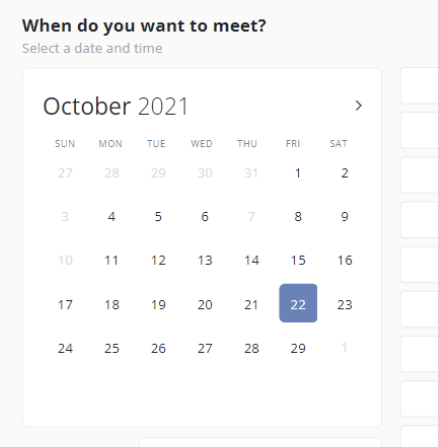 When do you want to meet?
Select a date and time
October 2021 >
SUN MON TUE WED THU FRI SAT
27 28 29 30 31 1 2
3 4 5 6 7 8 9
10 11 12 13 14 15 16
17 18 19 20 21 22 23
24 25 26 27 28 29 1